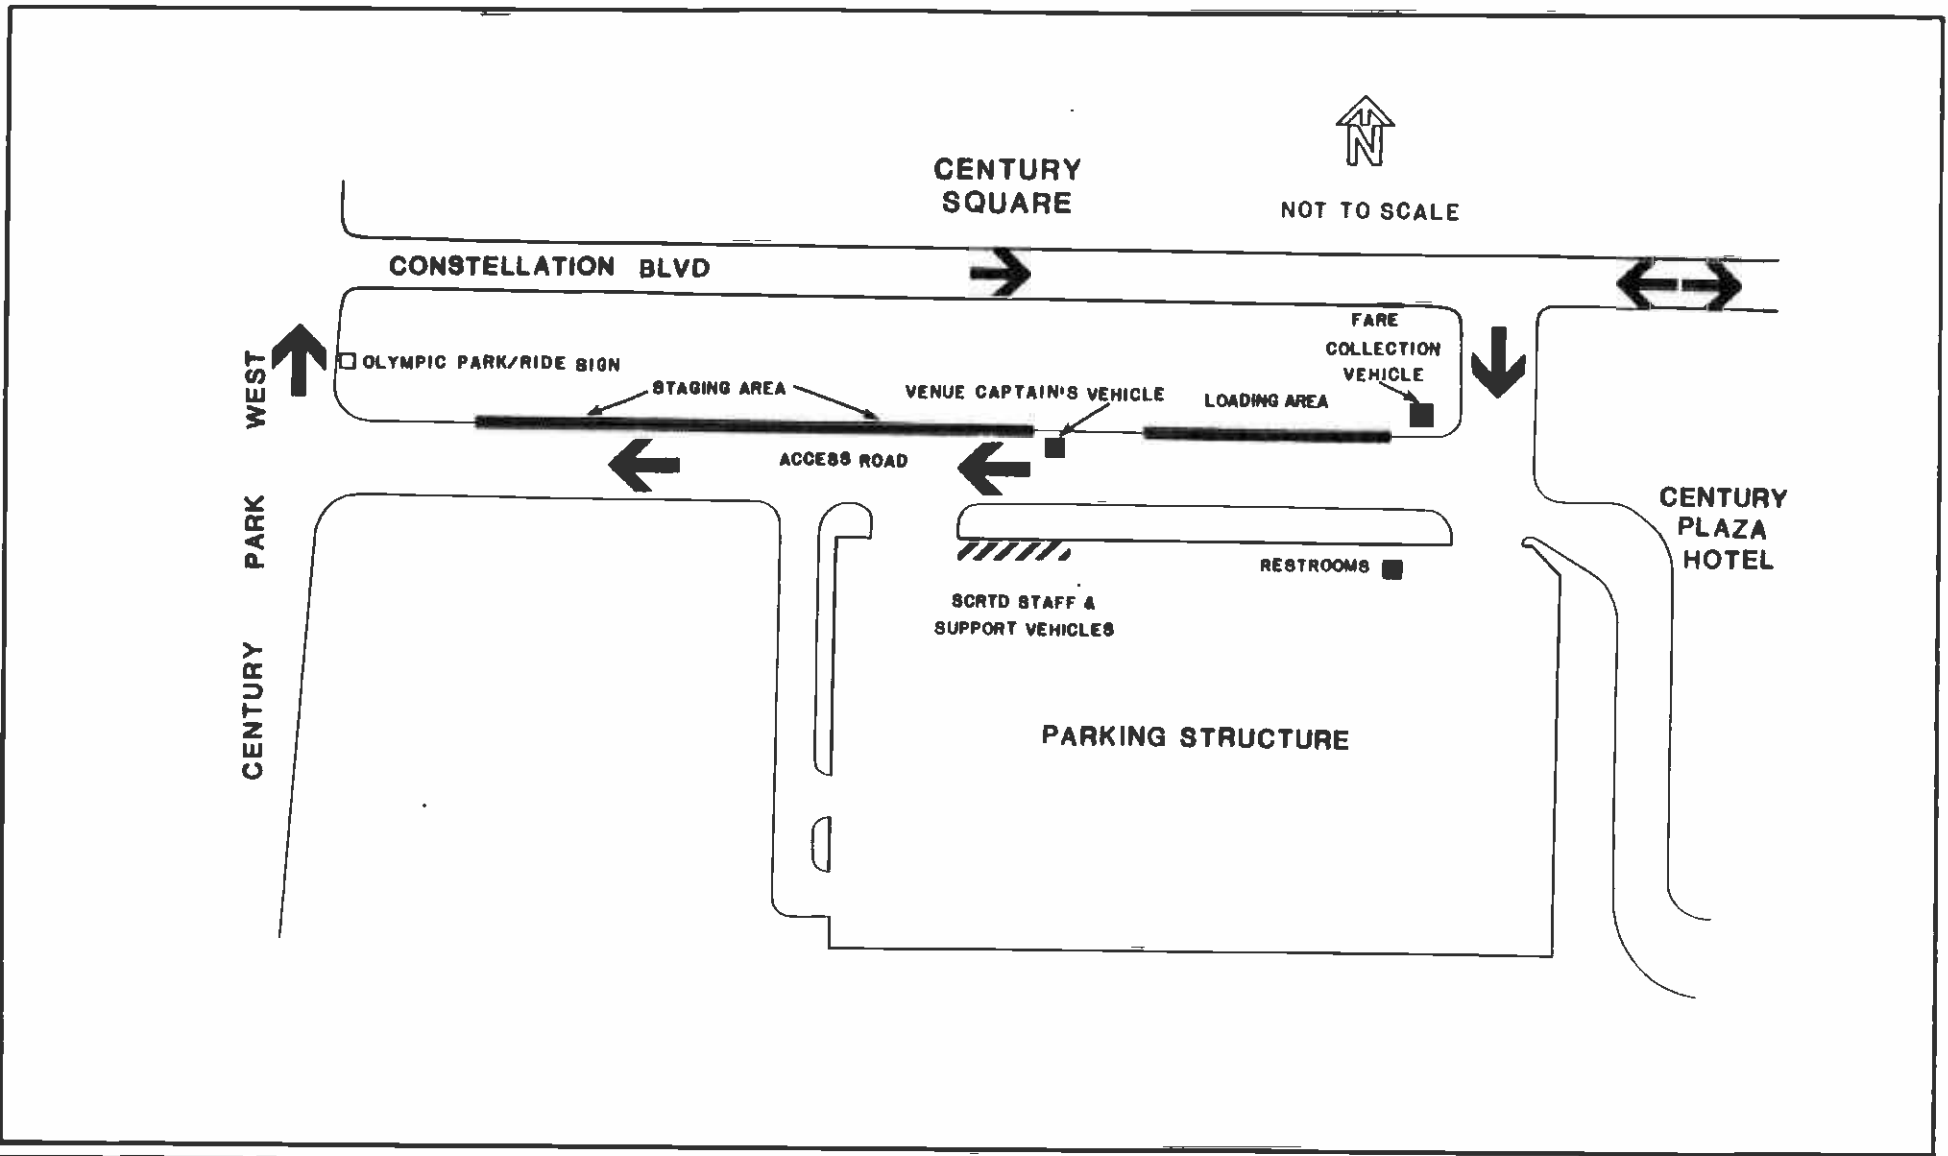 N
CENTURY
SQUARE
NOT TO SCALE
CONSTELLATION BLVD
FARE
COLLECTION
VEHICLE
OLYMPIC PARK/RIDE SIGN
STAGING AREA
VENUE CAPTAIN'S VEHICLE
LOADING AREA
ACCESS ROAD
CENTURY PARK WEST
CENTURY
PLAZA
HOTEL
RESTROOMS
SCRTD STAFF &
SUPPORT VEHICLES
PARKING STRUCTURE